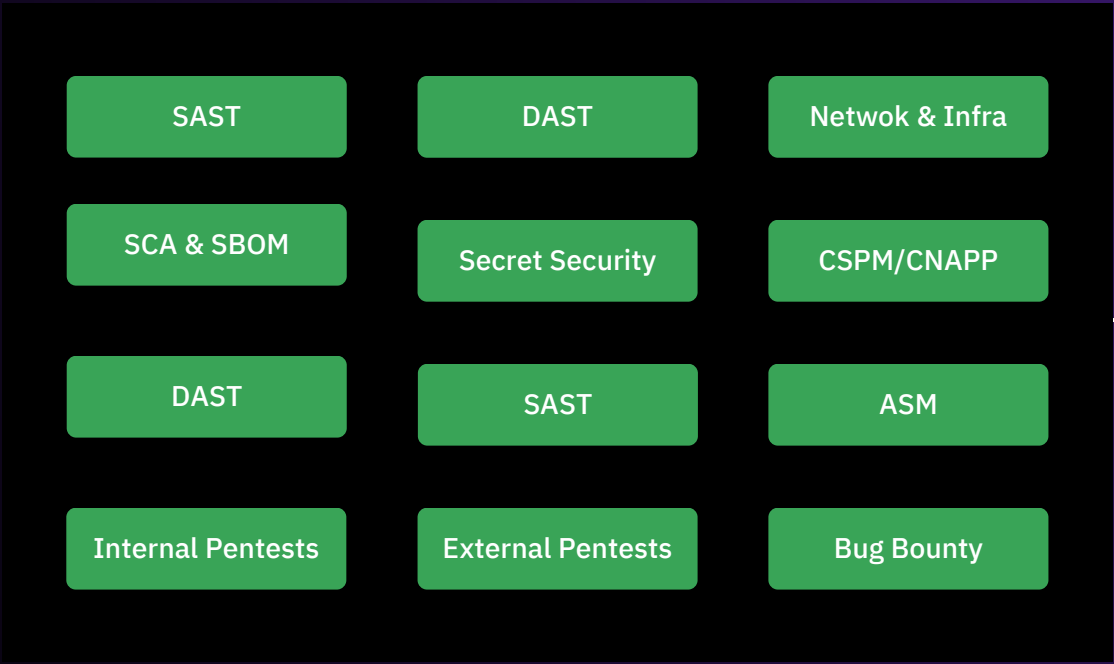 SAST
DAST
Netwok & Infra
SCA & SBOM
Secret Security
CSPM/CNAPP
DAST
SAST
ASM
Internal Pentests
External Pentests
Bug Bounty